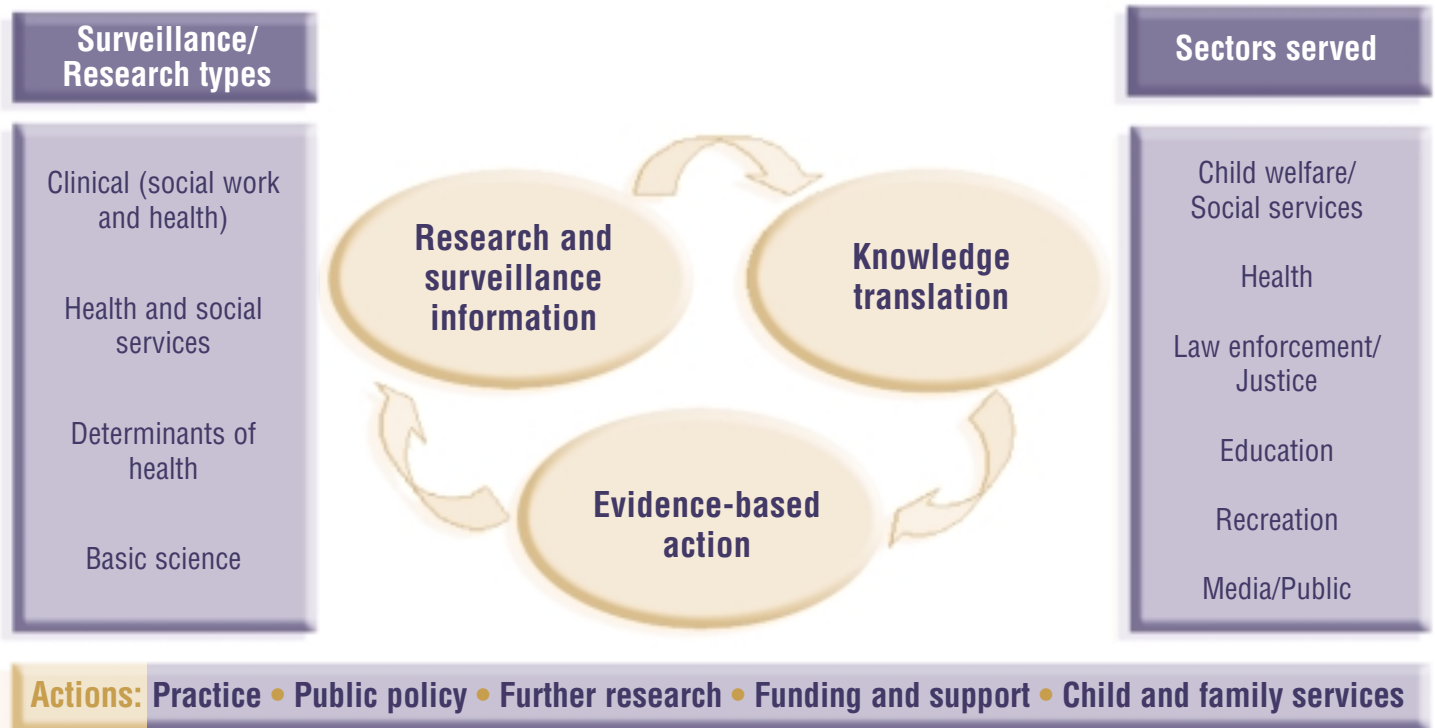 Surveillance/
Research types
Clinical (social work
and health)
Health and social
services
Determinants of
health
Basic science
Research and
surveillance
information
Knowledge
translation
Evidence-based
action
Sectors served
Child welfare/
Social services
Health
Law enforcement/
Justice
Education
Recreation
Media/Public
Actions: Practice • Public policy • Further research • Funding and support • Child and family services